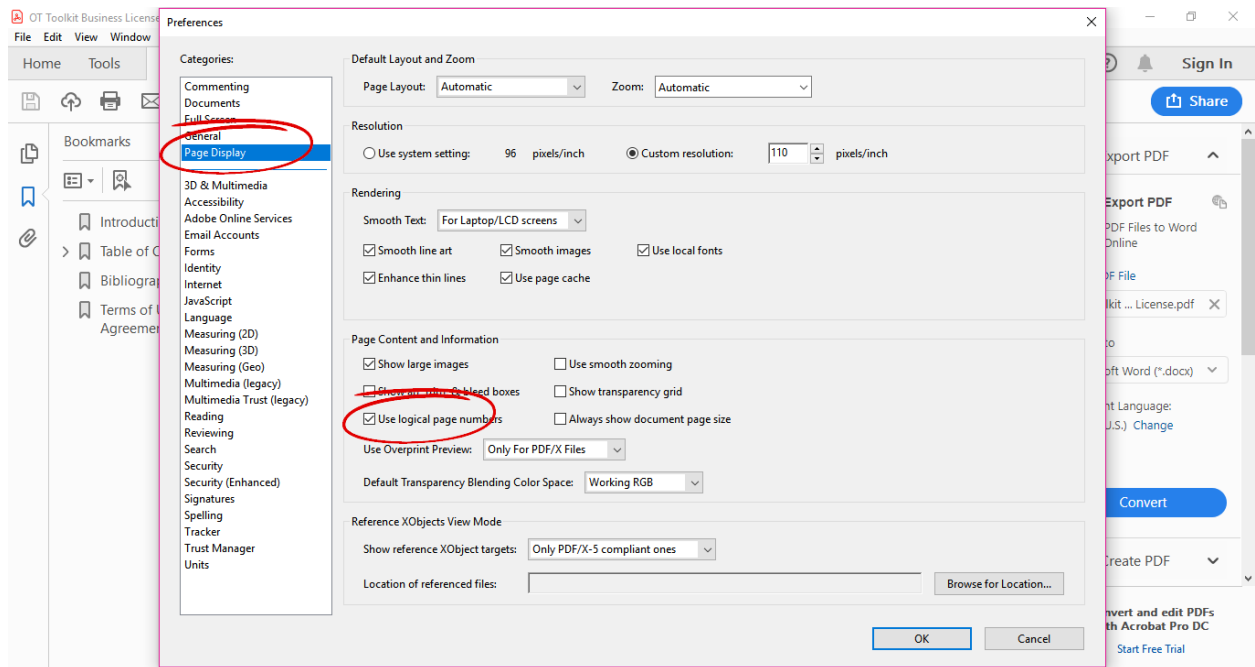 OT Toolkit Business License
Preferences
File Edit View Window
Home Tools
Sign In
Share
Bookmarks
Table of
Terms of
Categories:
Commenting
Documents
Full Screen
General
Page Display
3D & Multimedia
Accessibility
Adobe Online Services
Email Accounts
Forms
Identity
Internet
JavaScript
Language
Measuring (2D)
Measuring (3D)
Measuring (Geo)
Multimedia (legacy)
Multimedia Trust (legacy)
Reading
Reviewing
Search
Security
Security (Enhanced)
Signatures
Spelling
Tracker
Trust Manager
Units
Default Layout and Zoom
Page Layout: Automatic Zoom: Automatic
Resolution
Use system setting: 96 pixels/inch Custom resolution: 110 pixels/inch
Rendering
Smooth Text: For Laptop/LCD screens
Smooth line art Smooth images Use local fonts
Enhance thin lines Use page cache
Page Content and Information
Show large images Use smooth zooming
Show art, trim, & bleed boxes Show transparency grid
Use logical page numbers Always show document page size
Use Overprint Preview: Only For PDF/X Files
Default Transparency Blending Color Space: Working RGB
Reference XObjects View Mode
Show reference XObject targets: Only PDF/X-5 compliant ones
Location of referenced files: Browse for Location...
OK Cancel
PDF
Export PDF
PDF Files to Word
Online
File
... License.pdf
Word (*.docx)
Language:
Change
Convert
PDF
and edit PDFs
Acrobat Pro DC
Start Free Trial